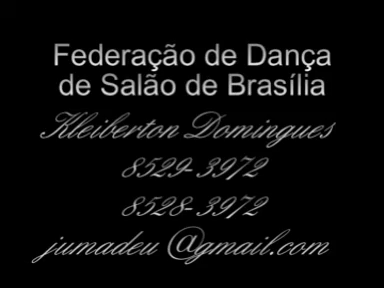 Federação de Dança
de Salão de Brasília
Kleiberton Domingues
8529-3972
8528-3972
jumadeu@gmail.com